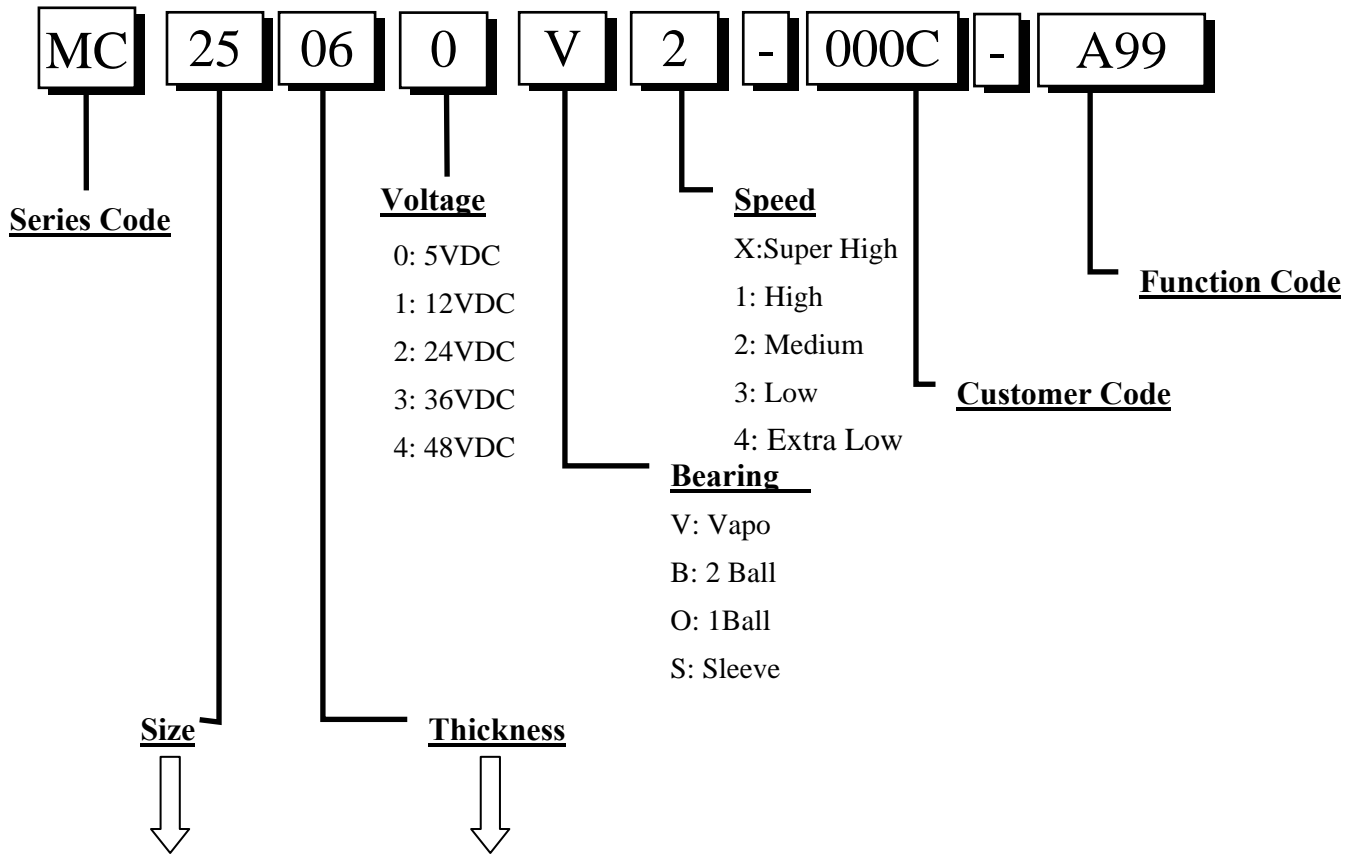 MC 25 06 0 V 2 - 000C - A99
Series Code
Voltage
0: 5VDC
1: 12VDC
2: 24VDC
3: 36VDC
4: 48VDC
Speed
X:Super High
1: High
2: Medium
3: Low
4: Extra Low
Function Code
Customer Code
Bearing
V: Vapo
B: 2 Ball
O: 1Ball
S: Sleeve
Size
Thickness